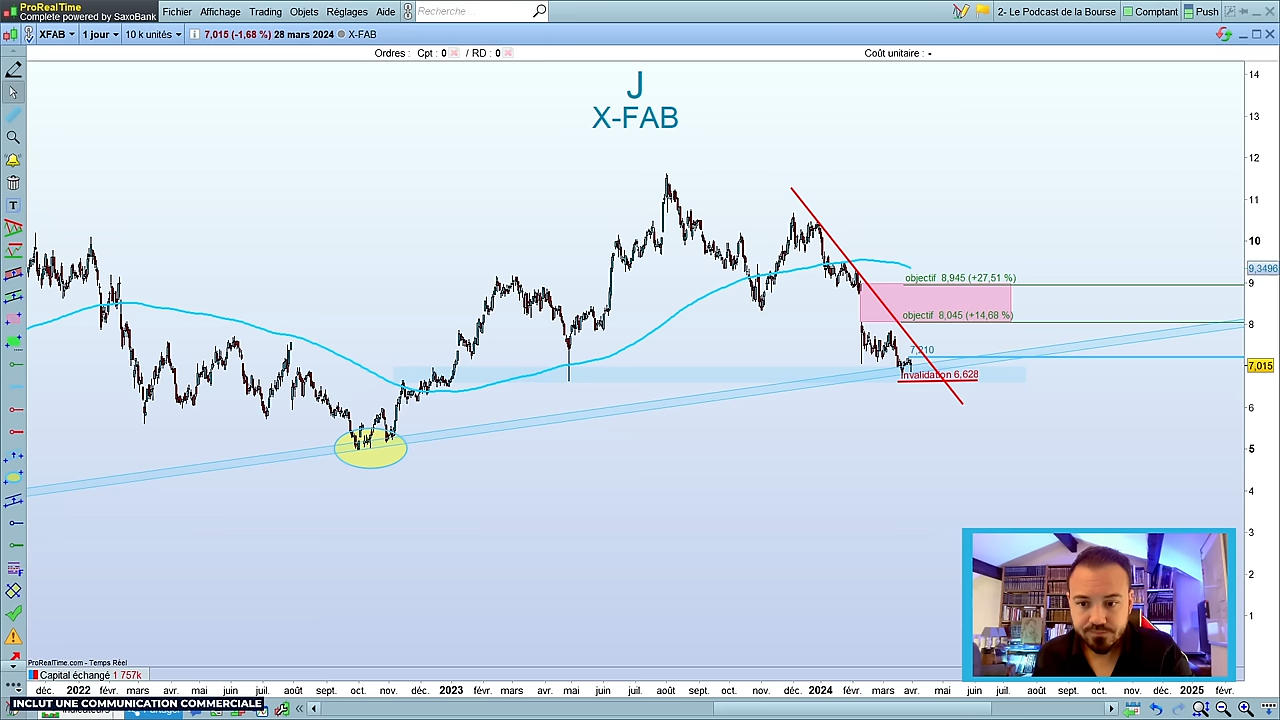 ProRealTime
Complete powered by SaxoBank
Fichier Affichage Trading Objets Réglages Aide
Recherche
2- Le Podcast de la Bourse
Comptant
Push
XFAB
1 jour
10 k unités
7,015 (-1,68 %) 28 mars 2024
X-FAB
Ordres : Cpt : 0 / RD : 0
Coût unitaire : -
J
X-FAB
14
13
12
11
10
9,3496
9
8
7,015
6
5
4
3
2
1
objectif 8,945 (+27,51 %)
objectif 8,045 (+14,68 %)
7,210
Invalidation 6,628
ProRealTime.com - Temps Réel
Capital échangé 1 757k
déc. 2022 févr. mars avr. mai juin juil. août sept. oct. nov. déc. 2023 févr. mars avr. mai juin juil. août sept. oct. nov. déc. 2024 févr. mars avr. mai juin juil. août sept. oct. nov. déc. 2025 févr.
INCLUT UNE COMMUNICATION COMMERCIALE